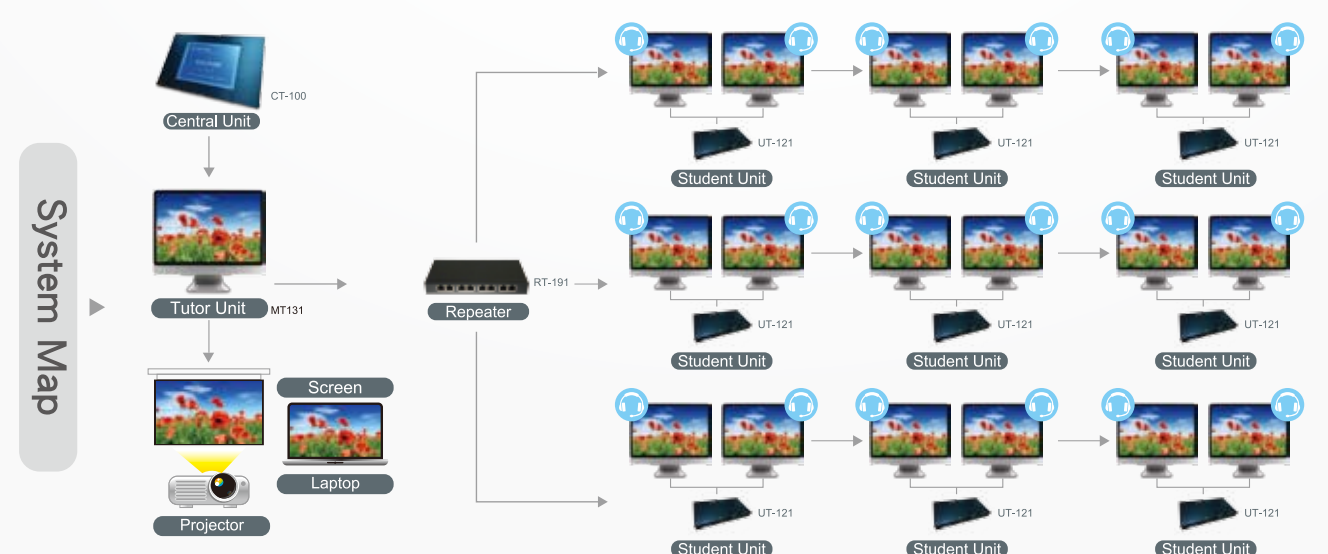 System Map
CT-100
Central Unit
Tutor Unit
MT131
Screen
Laptop
Projector
RT-191
Repeater
UT-121
UT-121
UT-121
Student Unit
Student Unit
Student Unit
UT-121
UT-121
UT-121
Student Unit
Student Unit
Student Unit
UT-121
UT-121
UT-121
Student Unit
Student Unit
Student Unit